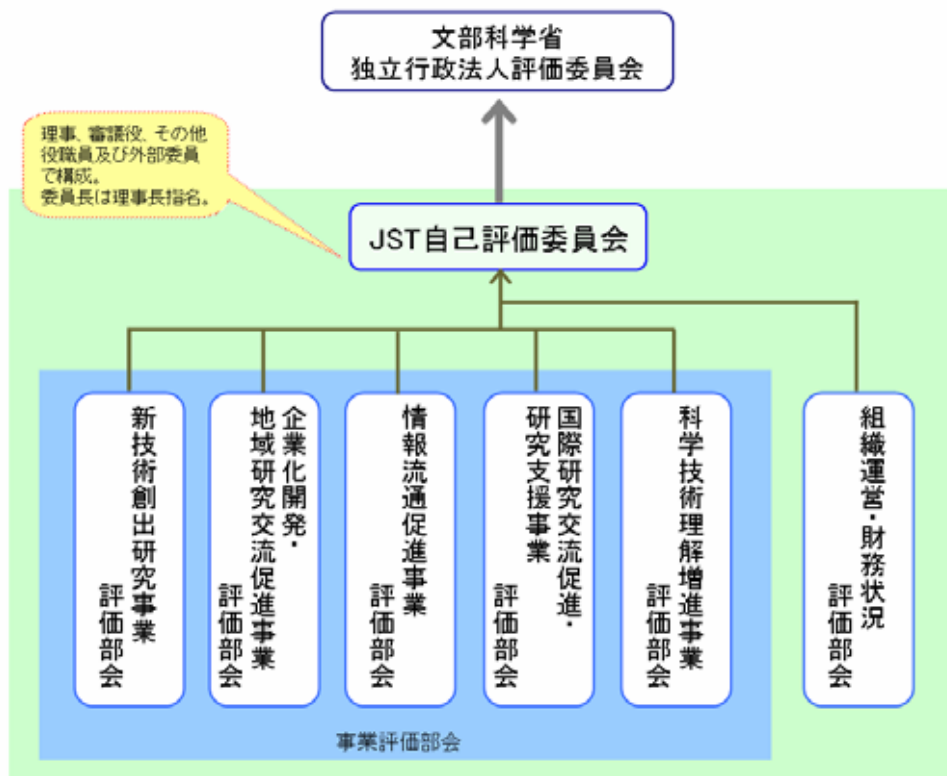 文部科学省
独立行政法人評価委員会
理事、審議役、その他
役職員及び外部委員
で構成。
委員長は理事長指名。
JST自己評価委員会
新技術創出研究事業
評価部会
企業化開発・
地域研究交流促進事業
評価部会
情報流通促進事業
評価部会
国際研究交流促進・
研究支援事業
評価部会
科学技術理解増進事業
評価部会
組織運営・財務状況
評価部会
事業評価部会